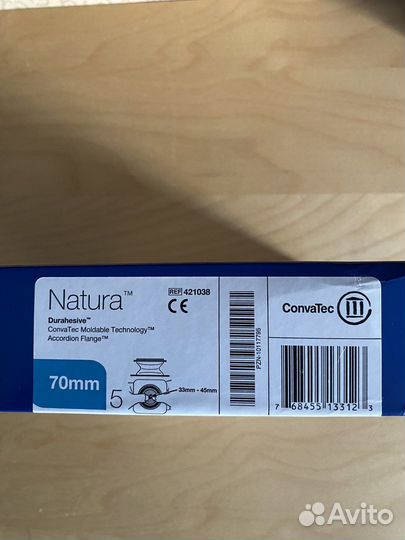 Natura™
Durahesive™
ConvaTec Moldable Technology™
Accordion Flange™
70mm
5
33mm - 45mm
REF 421038
CE
PZN-10117795
ConvaTec
7 68455 13312 3
Avito